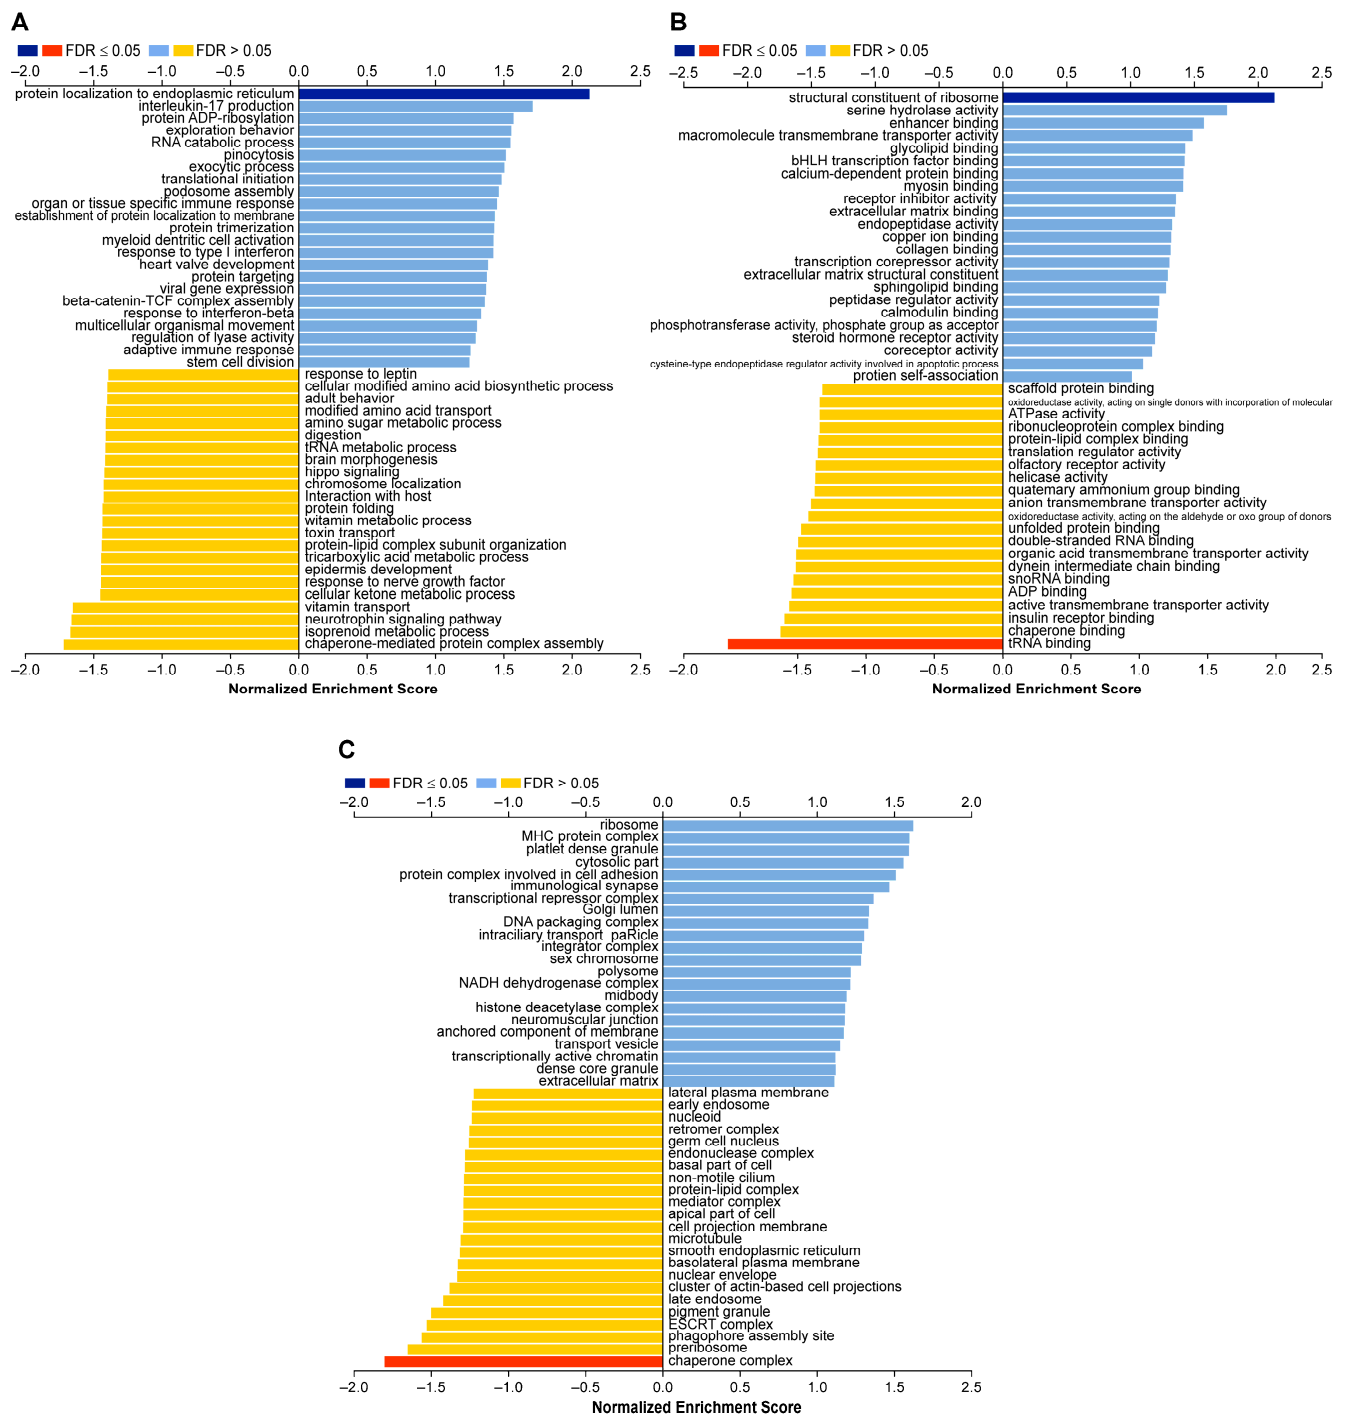 A
FDR ≤ 0.05 FDR > 0.05
−2.0 −1.5 −1.0 −0.5 0.0 0.5 1.0 1.5 2.0 2.5
protein localization to endoplasmic reticulum
interleukin-17 production
protein ADP-ribosylation
exploration behavior
RNA catabolic process
pinocytosis
exocytic process
translational initiation
podosome assembly
organ or tissue specific immune response
establishment of protein localization to membrane
protein trimerization
myeloid dentritic cell activation
response to type I interferon
heart valve development
protein targeting
viral gene expression
beta-catenin-TCF complex assembly
response to interferon-beta
multicellular organismal movement
regulation of lyase activity
adaptive immune response
stem cell division
response to leptin
cellular modified amino acid biosynthetic process
adult behavior
modified amino acid transport
amino sugar metabolic process
digestion
tRNA metabolic process
brain morphogenesis
hippo signaling
chromosome localization
Interaction with host
protein folding
witamin metabolic process
toxin transport
protein-lipid complex subunit organization
tricarboxylic acid metabolic process
epidermis development
response to nerve growth factor
cellular ketone metabolic process
vitamin transport
neurotrophin signaling pathway
isoprenoid metabolic process
chaperone-mediated protein complex assembly
−2.0 −1.5 −1.0 −0.5 0.0 0.5 1.0 1.5 2.0 2.5
Normalized Enrichment Score
B
FDR ≤ 0.05 FDR > 0.05
−2.5 −2.0 −1.5 −1.0 −0.5 0.0 0.5 1.0 1.5 2.0 2.5
structural constituent of ribosome
serine hydrolase activity
enhancer binding
macromolecule transmembrane transporter activity
glycolipid binding
bHLH transcription factor binding
calcium-dependent protein binding
myosin binding
receptor inhibitor activity
extracellular matrix binding
endopeptidase activity
copper ion binding
collagen binding
transcription corepressor activity
extracellular matrix structural constituent
sphingolipid binding
peptidase regulator activity
calmodulin binding
phosphotransferase activity, phosphate group as acceptor
steroid hormone receptor activity
coreceptor activity
cysteine-type endopeptidase regulator activity involved in apoptotic process
protien self-association
scaffold protein binding
oxidoreductase activity, acting on single donors with incorporation of molecular
ATPase activity
ribonucleoprotein complex binding
protein-lipid complex binding
translation regulator activity
olfactory receptor activity
helicase activity
quatemary ammonium group binding
anion transmembrane transporter activity
oxidoreductase activity, acting on the aldehyde or oxo group of donors
unfolded protein binding
double-stranded RNA binding
organic acid transmembrane transporter activity
dynein intermediate chain binding
snoRNA binding
ADP binding
active transmembrane transporter activity
insulin receptor binding
chaperone binding
tRNA binding
−2.0 −1.5 −1.0 −0.5 0.0 0.5 1.0 1.5 2.0 2.5
Normalized Enrichment Score
C
FDR ≤ 0.05 FDR > 0.05
−2.0 −1.5 −1.0 −0.5 0.0 0.5 1.0 1.5 2.0
ribosome
MHC protein complex
platlet dense granule
cytosolic part
protein complex involved in cell adhesion
immunological synapse
transcriptional repressor complex
Golgi lumen
DNA packaging complex
intraciliary transport paRicle
integrator complex
sex chromosome
polysome
NADH dehydrogenase complex
midbody
histone deacetylase complex
neuromuscular junction
anchored component of membrane
transport vesicle
transcriptionally active chromatin
dense core granule
extracellular matrix
lateral plasma membrane
early endosome
nucleoid
retromer complex
germ cell nucleus
endonuclease complex
basal part of cell
non-motile cilium
protein-lipid complex
mediator complex
apical part of cell
cell projection membrane
microtubule
smooth endoplasmic reticulum
basolateral plasma membrane
nuclear envelope
cluster of actin-based cell projections
late endosome
pigment granule
ESCRT complex
phagophore assembly site
preribosome
chaperone complex
−2.0 −1.5 −1.0 −0.5 0.0 0.5 1.0 1.5 2.5
Normalized Enrichment Score